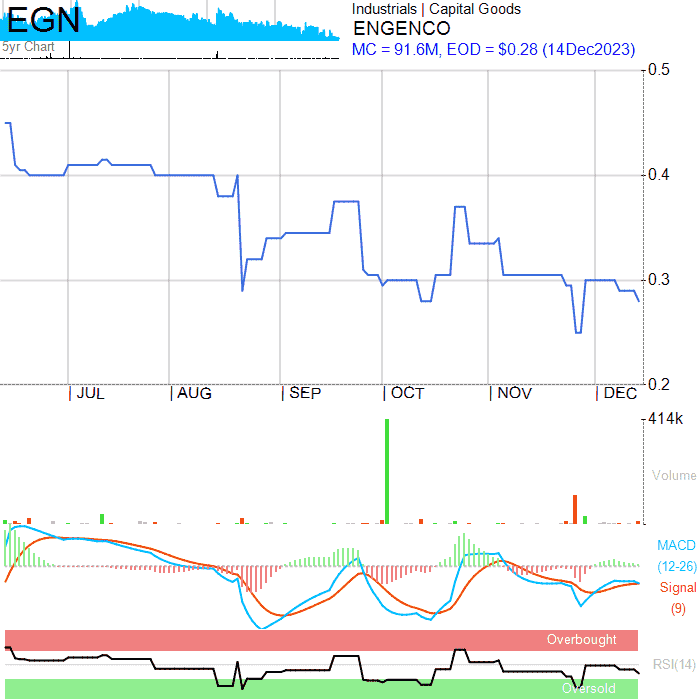 EGN
5yr Chart
Industrials | Capital Goods
ENGENCO
MC = 91.6M, EOD = $0.28 (14Dec2023)
0.5
0.4
0.3
0.2
JUL AUG SEP OCT NOV DEC
414k
Volume
MACD
(12-26)
Signal
(9)
Overbought
RSI(14)
Oversold